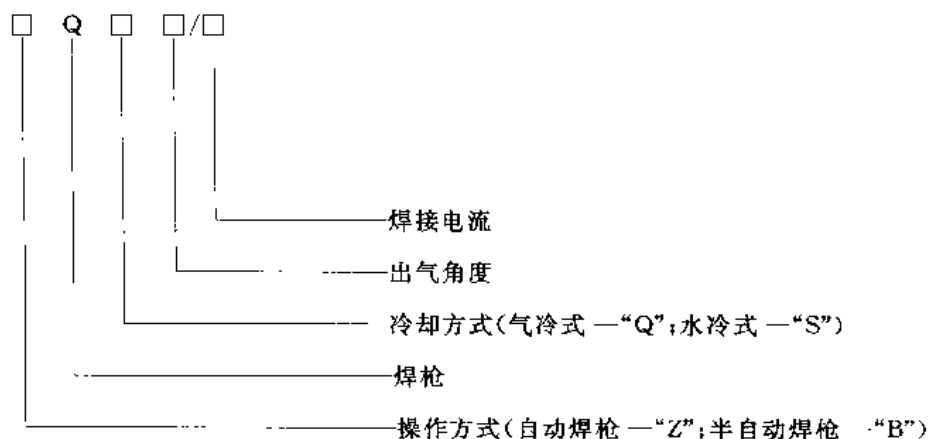 □ Q □ □/□
焊接电流
出气角度
冷却方式(气冷式—“Q”;水冷式—“S”)
焊枪
操作方式(自动焊枪—“Z”;半自动焊枪—“B”)